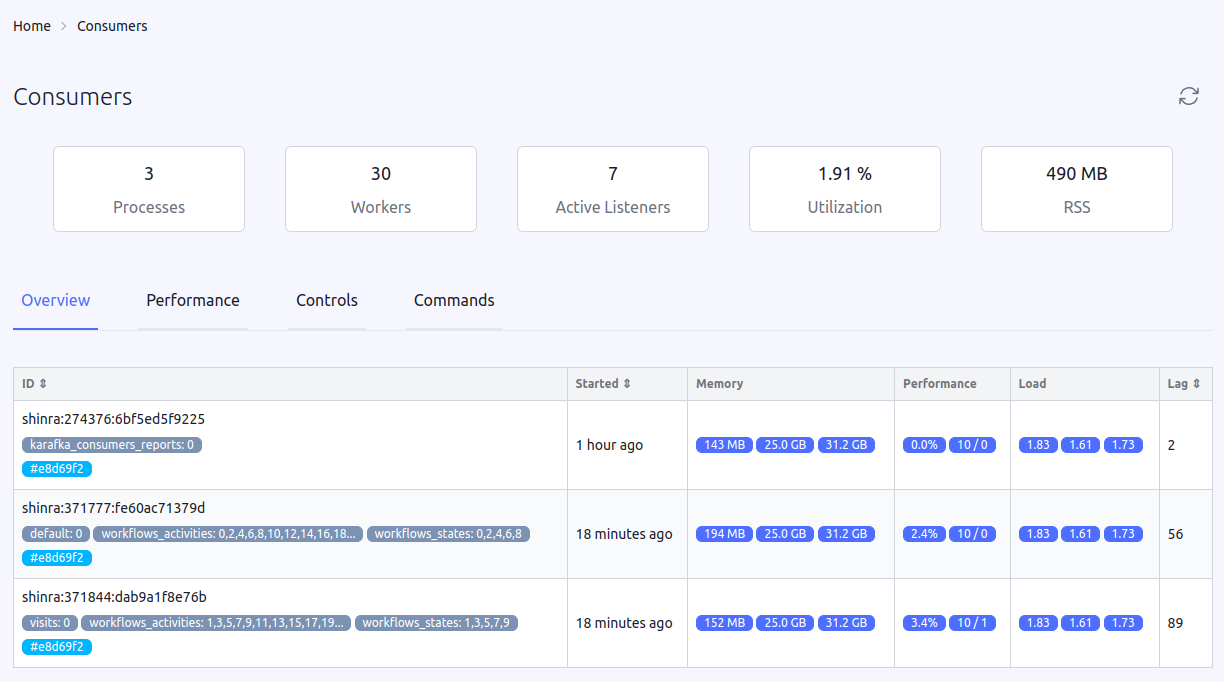 Home > Consumers
Consumers
3
Processes
30
Workers
7
Active Listeners
1.91 %
Utilization
490 MB
RSS
Overview Performance Controls Commands
ID ⇕ Started ⇕ Memory Performance Load Lag ⇕
shinra:274376:6bf5ed5f9225
karafka_consumers_reports: 0
#e8d69f2
1 hour ago
143 MB 25.0 GB 31.2 GB
0.0% 10 / 0
1.83 1.61 1.73
2
shinra:371777:fe60ac71379d
default: 0 workflows_activities: 0,2,4,6,8,10,12,14,16,18... workflows_states: 0,2,4,6,8
#e8d69f2
18 minutes ago
194 MB 25.0 GB 31.2 GB
2.4% 10 / 0
1.83 1.61 1.73
56
shinra:371844:dab9a1f8e76b
visits: 0 workflows_activities: 1,3,5,7,9,11,13,15,17,19... workflows_states: 1,3,5,7,9
#e8d69f2
18 minutes ago
152 MB 25.0 GB 31.2 GB
3.4% 10 / 1
1.83 1.61 1.73
89